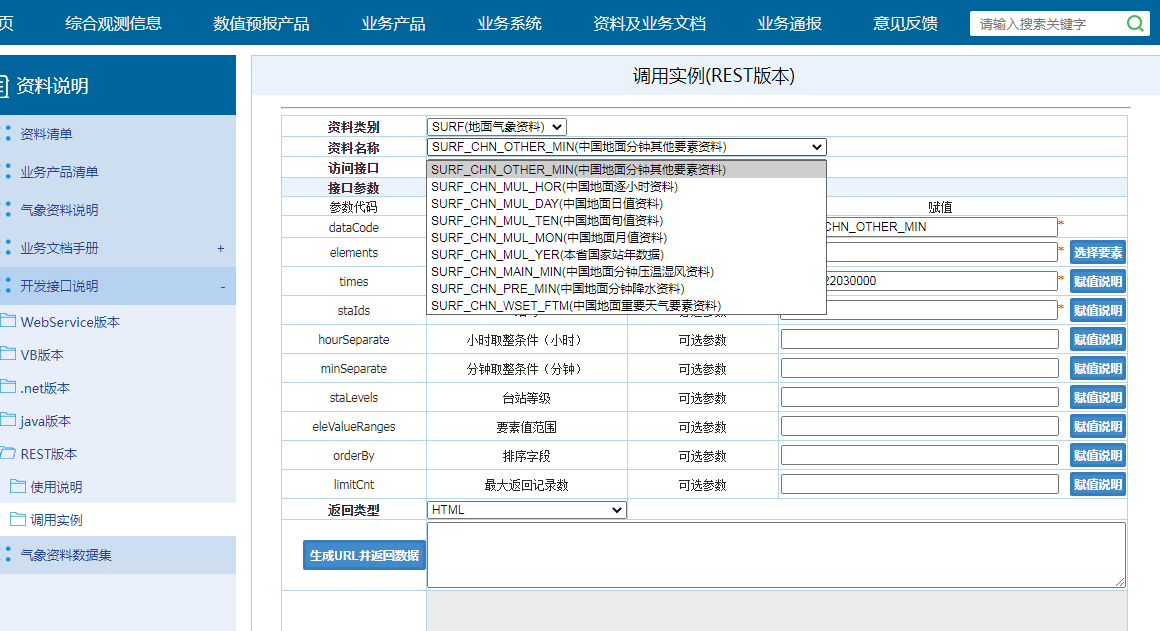 页 综合观测信息 数值预报产品 业务产品 业务系统 资料及业务文档 业务通报 意见反馈 请输入搜索关键字
资料说明
资料清单
业务产品清单
气象资料说明
业务文档手册 +
开发接口说明 -
WebService版本
VB版本
.net版本
java版本
REST版本
使用说明
调用实例
气象资料数据集
调用实例(REST版本)
资料类别 SURF(地面气象资料)
资料名称 SURF_CHN_OTHER_MIN(中国地面分钟其他要素资料)
访问接口
SURF_CHN_OTHER_MIN(中国地面分钟其他要素资料)
SURF_CHN_MUL_HOR(中国地面逐小时资料)
SURF_CHN_MUL_DAY(中国地面日值资料)
SURF_CHN_MUL_TEN(中国地面旬值资料)
SURF_CHN_MUL_MON(中国地面月值资料)
SURF_CHN_MUL_YER(本省国家站年数据)
SURF_CHN_MAIN_MIN(中国地面分钟压温湿风资料)
SURF_CHN_PRE_MIN(中国地面分钟降水资料)
SURF_CHN_WSET_FTM(中国地面重要天气要素资料)
接口参数
参数代码 赋值
dataCode CHN_OTHER_MIN *
elements * 选择要素
times 22030000 * 赋值说明
staIds * 赋值说明
hourSeparate 小时取整条件（小时） 可选参数 赋值说明
minSeparate 分钟取整条件（分钟） 可选参数 赋值说明
staLevels 台站等级 可选参数 赋值说明
eleValueRanges 要素值范围 可选参数 赋值说明
orderBy 排序字段 可选参数 赋值说明
limitCnt 最大返回记录数 可选参数 赋值说明
返回类型 HTML
生成URL并返回数据